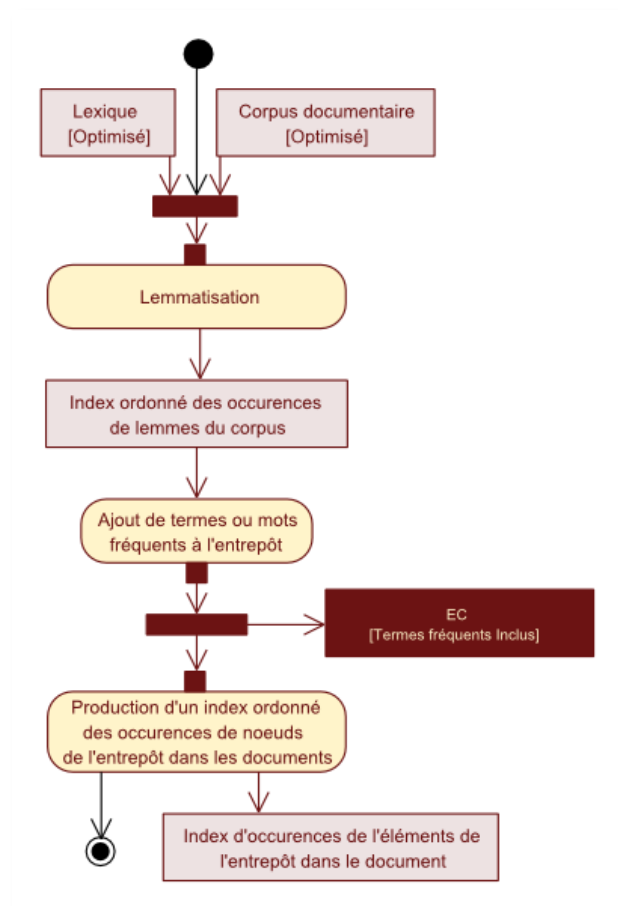 Lexique
[Optimisé]
Corpus documentaire
[Optimisé]
Lemmatisation
Index ordonné des occurences
de lemmes du corpus
Ajout de termes ou mots
fréquents à l'entrepôt
EC
[Termes fréquents Inclus]
Production d'un index ordonné
des occurences de noeuds
de l'entrepôt dans les documents
Index d'occurences de l'éléments de
l'entrepôt dans le document